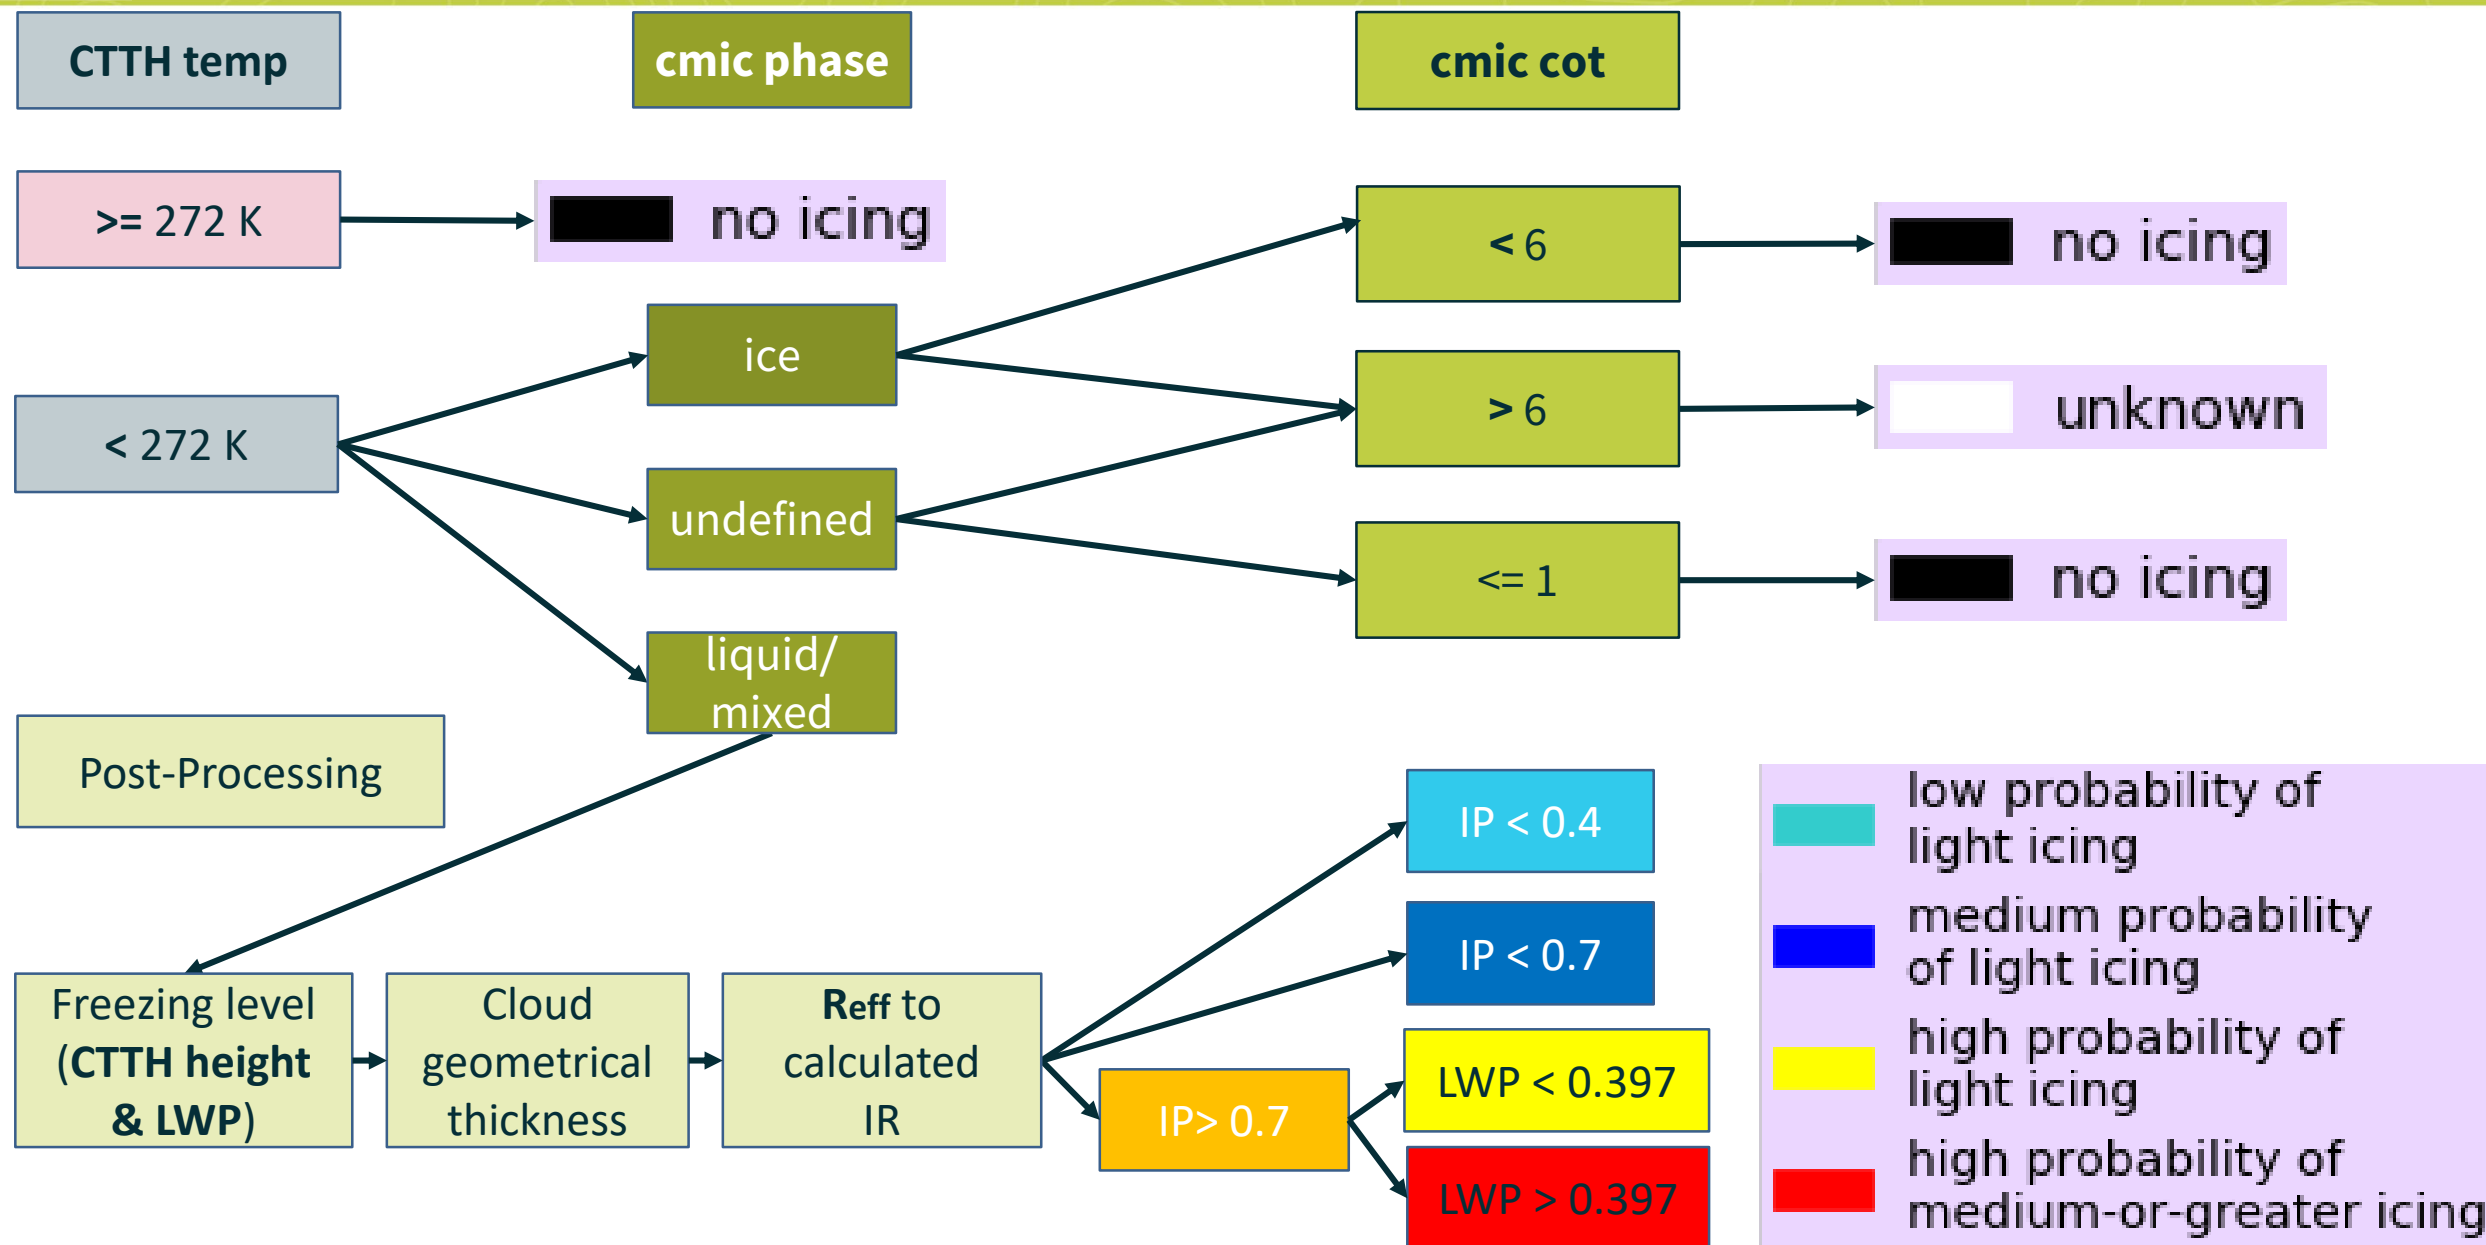 CTTH temp
cmic phase
cmic cot
>= 272 K
no icing
< 6
no icing
ice
> 6
unknown
< 272 K
undefined
<= 1
no icing
liquid/
mixed
Post-Processing
IP < 0.4
low probability of
light icing
IP < 0.7
medium probability
of light icing
Freezing level
(CTTH height
& LWP)
Cloud
geometrical
thickness
Reff to
calculated
IR
IP> 0.7
LWP < 0.397
high probability of
light icing
LWP > 0.397
high probability of
medium-or-greater icing